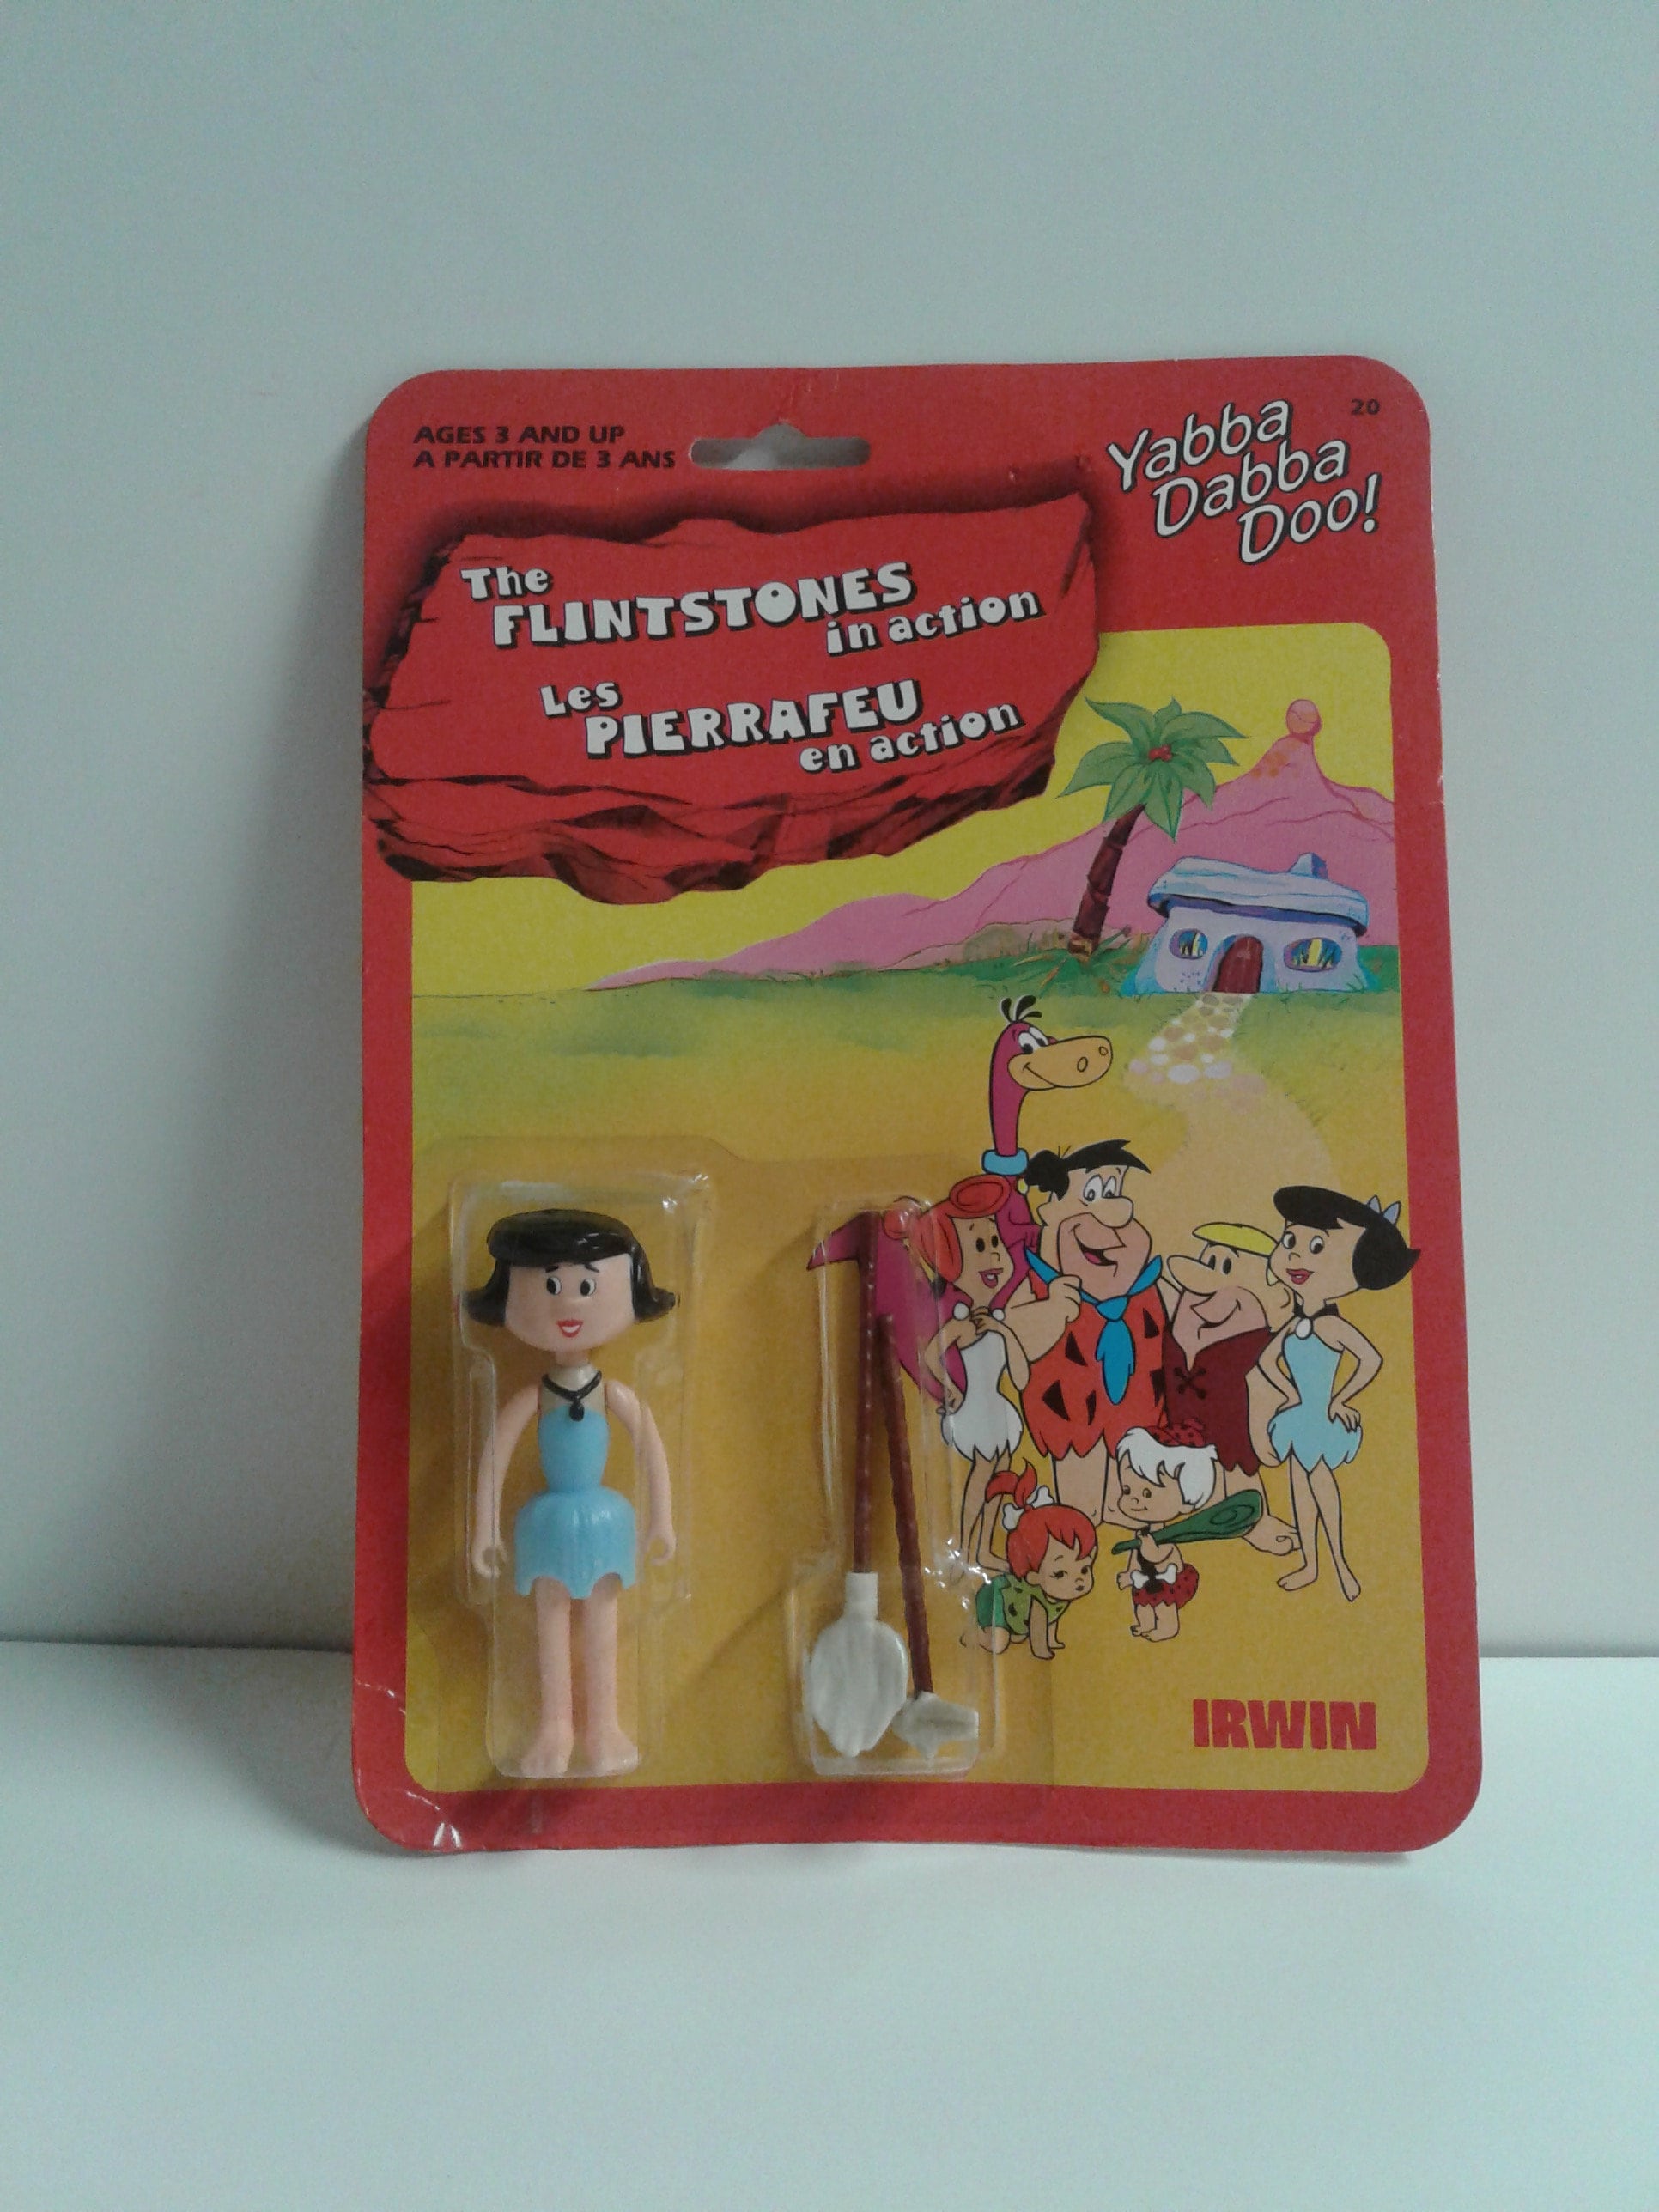 AGES 3 AND UP
A PARTIR DE 3 ANS
20
Yabba
Dabba
Doo!
The
FLINTSTONES
in action
Les
PIERRAFEU
en action
IRWIN